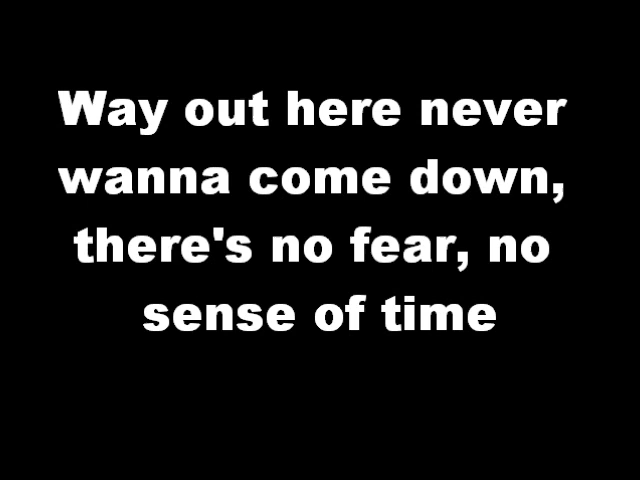 Way out here never
wanna come down,
there's no fear, no
sense of time